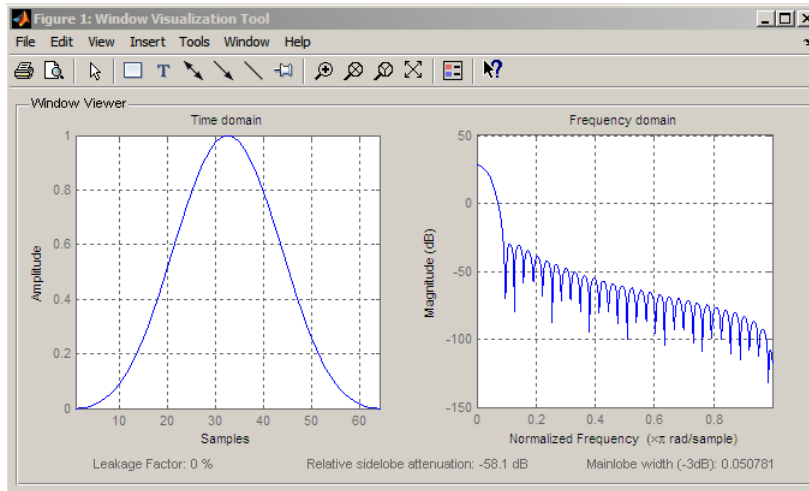 Figure 1: Window Visualization Tool
File Edit View Insert Tools Window Help
T
?
Window Viewer
Time domain
1
0.8
0.6
0.4
0.2
0
Amplitude
10 20 30 40 50 60
Samples
Frequency domain
50
0
-50
-100
-150
Magnitude (dB)
0 0.2 0.4 0.6 0.8
Normalized Frequency (×π rad/sample)
Leakage Factor: 0 % Relative sidelobe attenuation: -58.1 dB Mainlobe width (-3dB): 0.050781